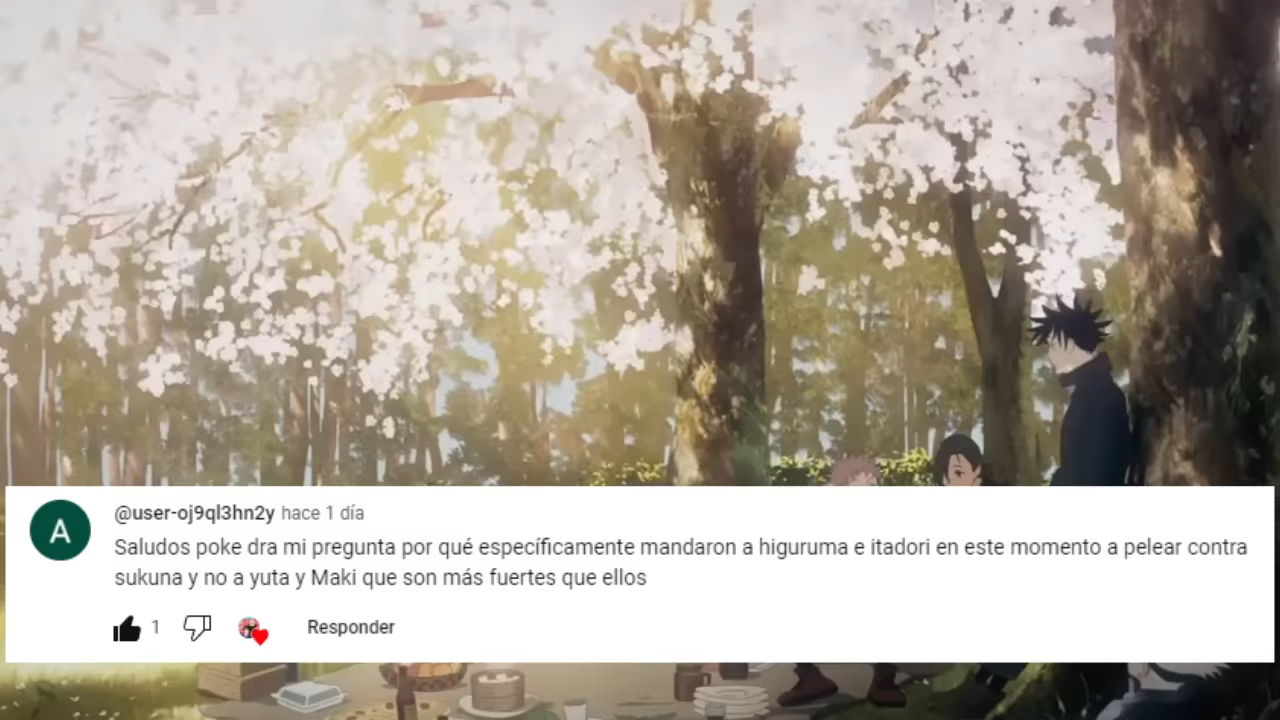 A
@user-oj9ql3hn2y hace 1 día
Saludos poke dra mi pregunta por qué específicamente mandaron a higuruma e itadori en este momento a pelear contra
sukuna y no a yuta y Maki que son más fuertes que ellos
1
Responder